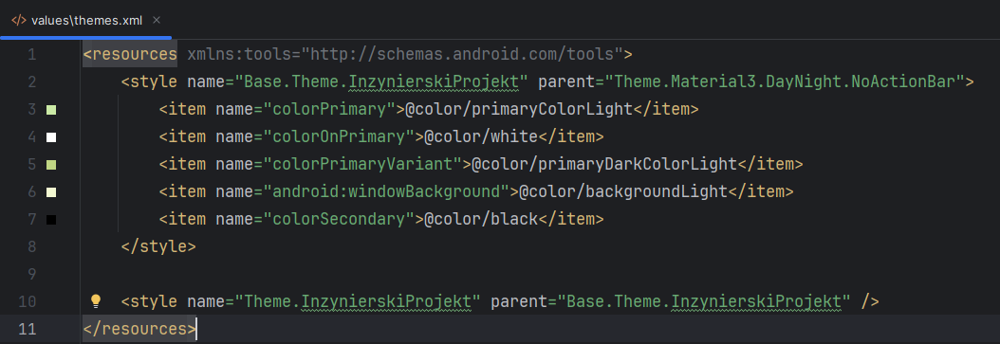 </> values\themes.xml ×
1 <resources xmlns:tools="http://schemas.android.com/tools">
2 <style name="Base.Theme.InzynierskiProjekt" parent="Theme.Material3.DayNight.NoActionBar">
3 <item name="colorPrimary">@color/primaryColorLight</item>
4 <item name="colorOnPrimary">@color/white</item>
5 <item name="colorPrimaryVariant">@color/primaryDarkColorLight</item>
6 <item name="android:windowBackground">@color/backgroundLight</item>
7 <item name="colorSecondary">@color/black</item>
8 </style>
9
10 <style name="Theme.InzynierskiProjekt" parent="Base.Theme.InzynierskiProjekt" />
11 </resources>